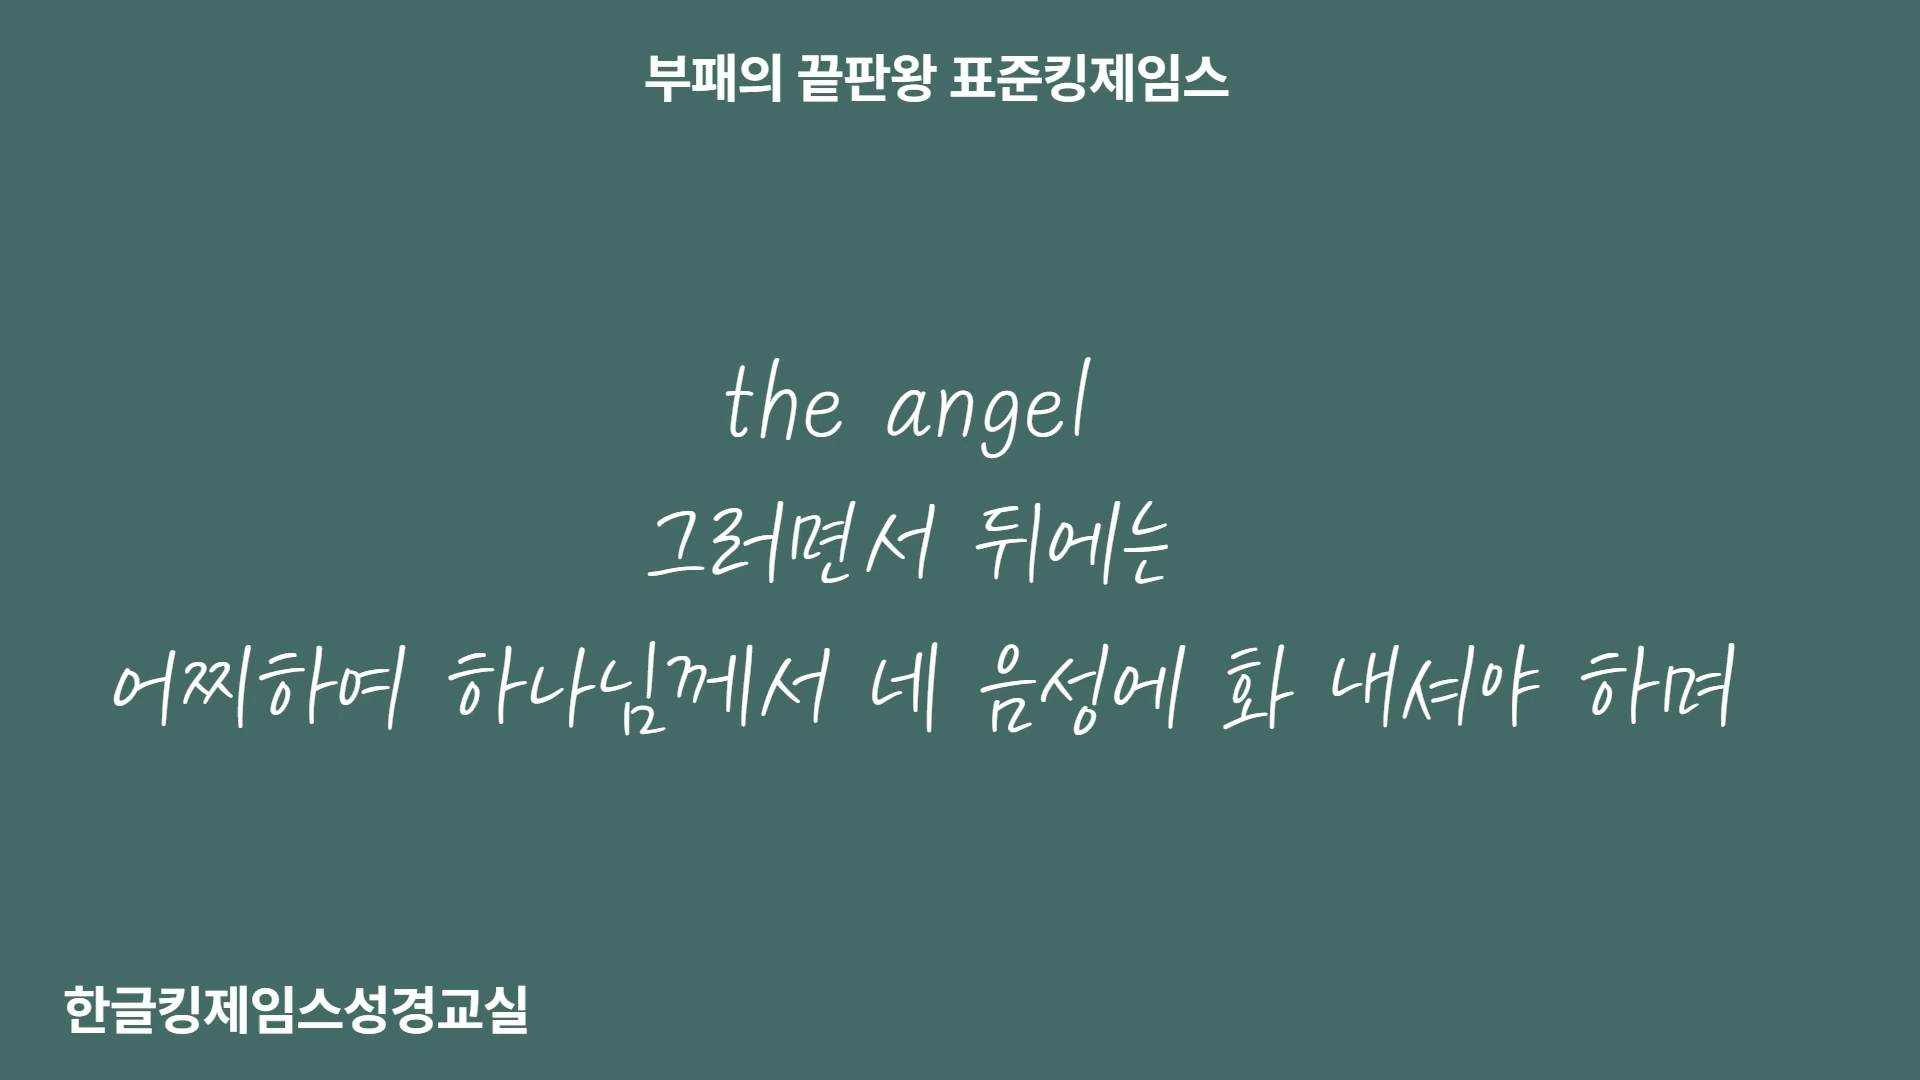 부패의 끝판왕 표준킹제임스
the angel
그러면서 뒤에는
어찌하여 하나님께서 네 음성에 화 내셔야 하며
한글킹제임스성경교실